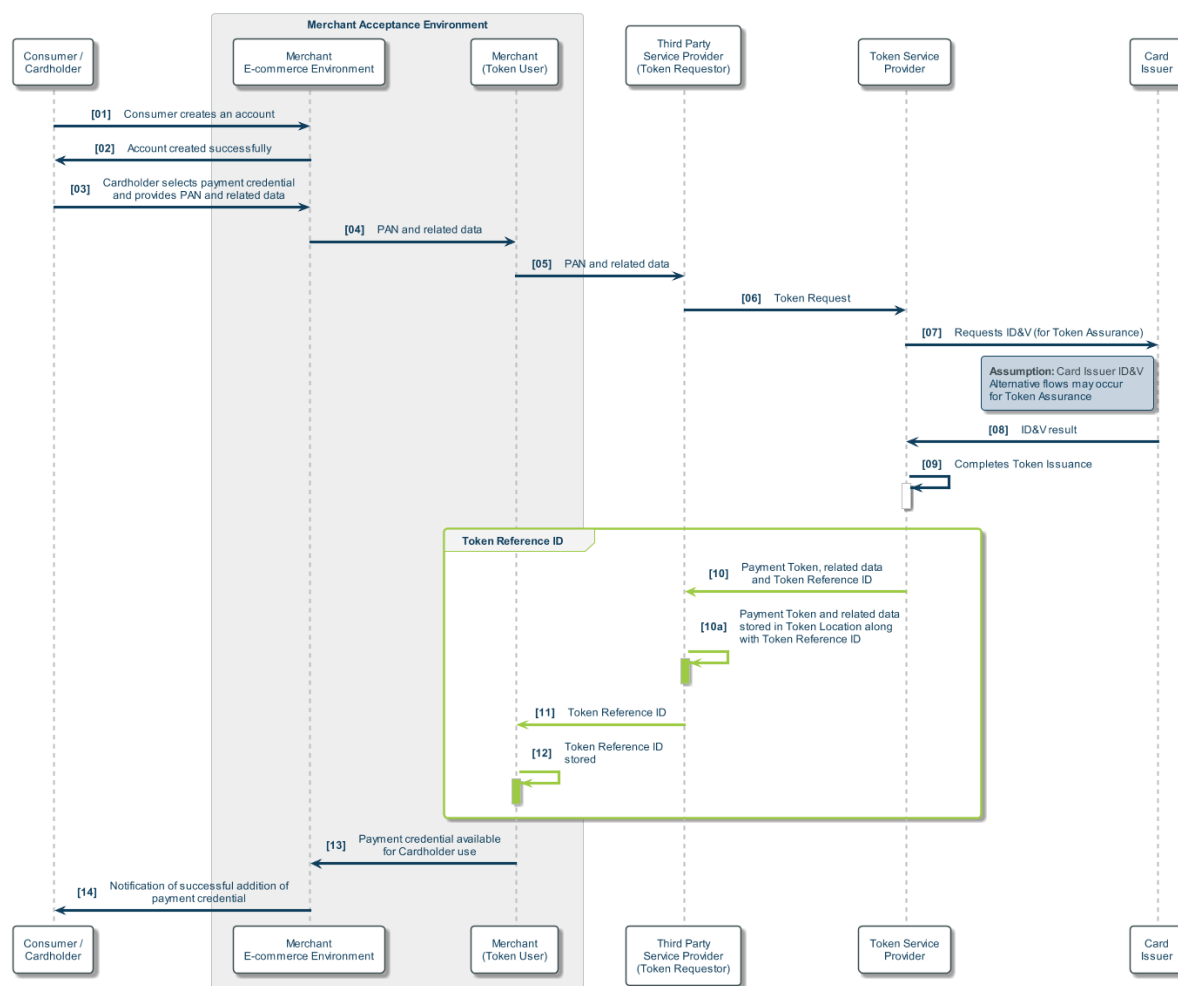 Merchant Acceptance Environment
Consumer /
Cardholder
Merchant
E-commerce Environment
Merchant
(Token User)
Third Party
Service Provider
(Token Requestor)
Token Service
Provider
Card
Issuer
[01] Consumer creates an account
[02] Account created successfully
[03] Cardholder selects payment credential
and provides PAN and related data
[04] PAN and related data
[05] PAN and related data
[06] Token Request
[07] Requests ID&V (for Token Assurance)
Assumption: Card Issuer ID&V
Alternative flows may occur
for Token Assurance
[08] ID&V result
[09] Completes Token Issuance
Token Reference ID
[10] Payment Token, related data
and Token Reference ID
[10a] Payment Token and related data
stored in Token Location along
with Token Reference ID
[11] Token Reference ID
[12] Token Reference ID
stored
[13] Payment credential available
for Cardholder use
[14] Notification of successful addition of
payment credential
Consumer /
Cardholder
Merchant
E-commerce Environment
Merchant
(Token User)
Third Party
Service Provider
(Token Requestor)
Token Service
Provider
Card
Issuer